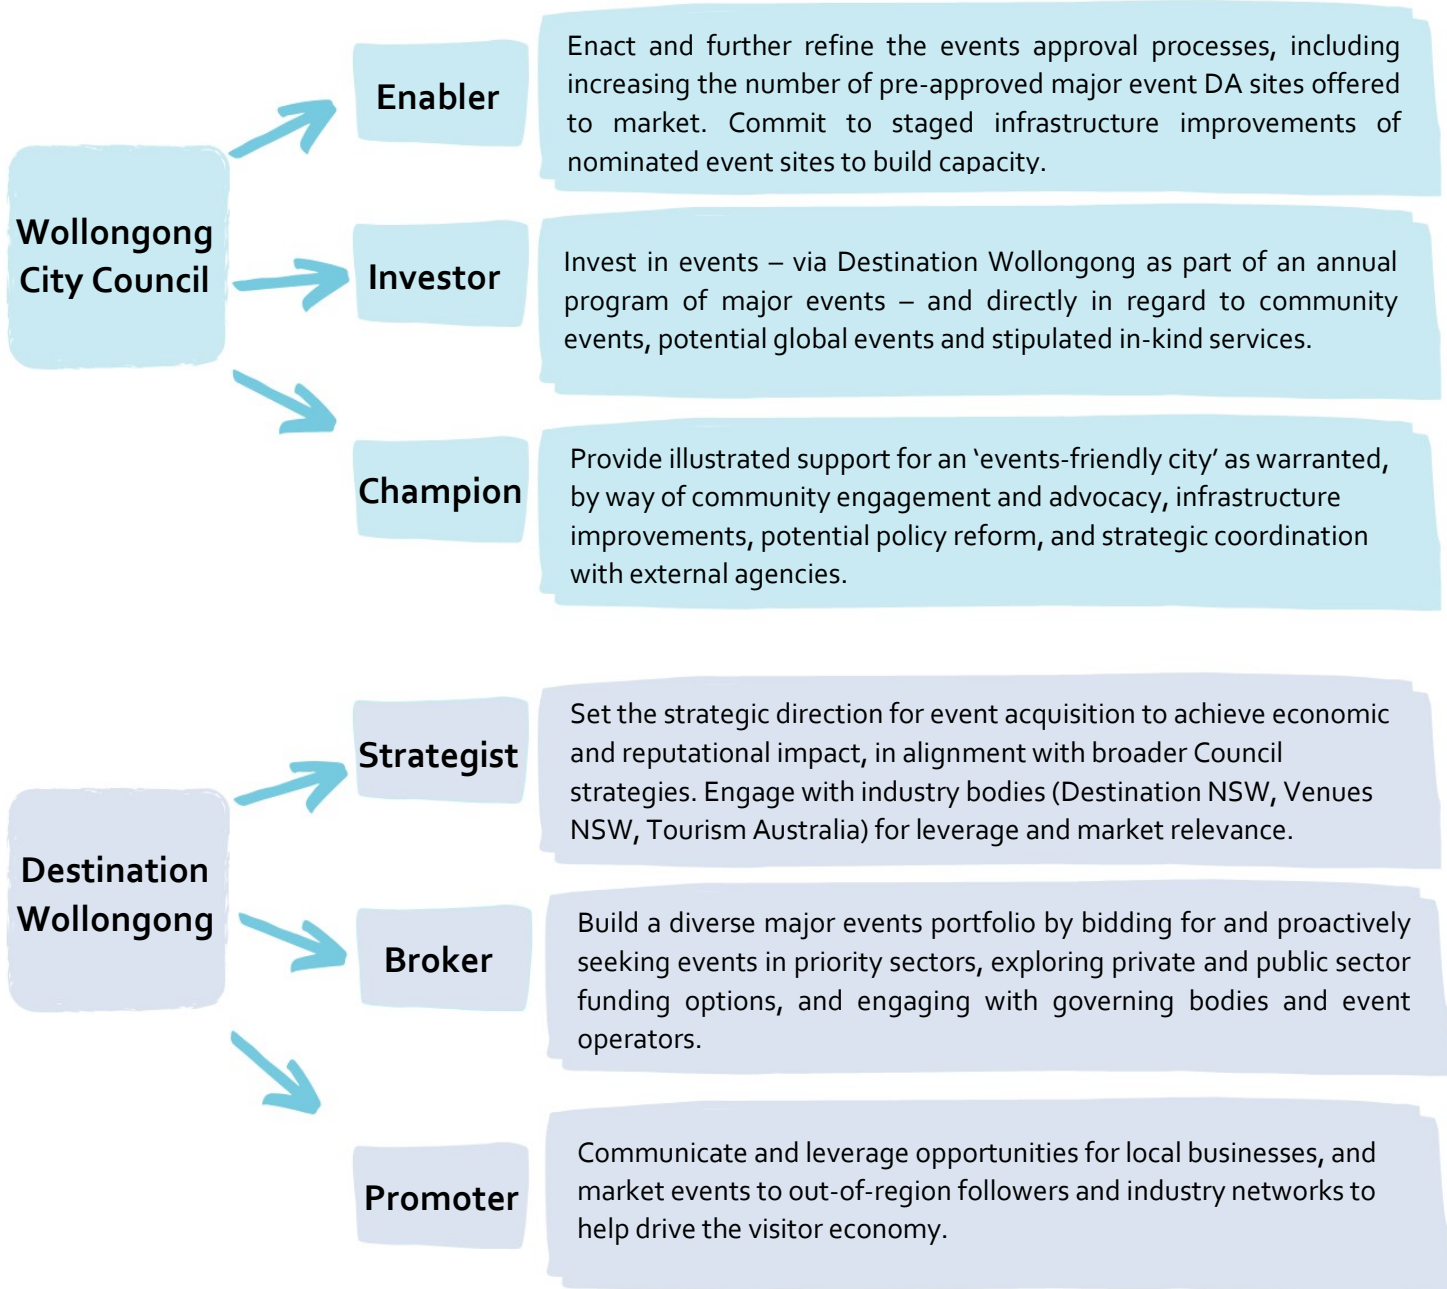 Wollongong
City Council
Enabler
Enact and further refine the events approval processes, including
increasing the number of pre-approved major event DA sites offered
to market. Commit to staged infrastructure improvements of
nominated event sites to build capacity.
Investor
Invest in events – via Destination Wollongong as part of an annual
program of major events – and directly in regard to community
events, potential global events and stipulated in-kind services.
Champion
Provide illustrated support for an ‘events-friendly city’ as warranted,
by way of community engagement and advocacy, infrastructure
improvements, potential policy reform, and strategic coordination
with external agencies.
Destination
Wollongong
Strategist
Set the strategic direction for event acquisition to achieve economic
and reputational impact, in alignment with broader Council
strategies. Engage with industry bodies (Destination NSW, Venues
NSW, Tourism Australia) for leverage and market relevance.
Broker
Build a diverse major events portfolio by bidding for and proactively
seeking events in priority sectors, exploring private and public sector
funding options, and engaging with governing bodies and event
operators.
Promoter
Communicate and leverage opportunities for local businesses, and
market events to out-of-region followers and industry networks to
help drive the visitor economy.